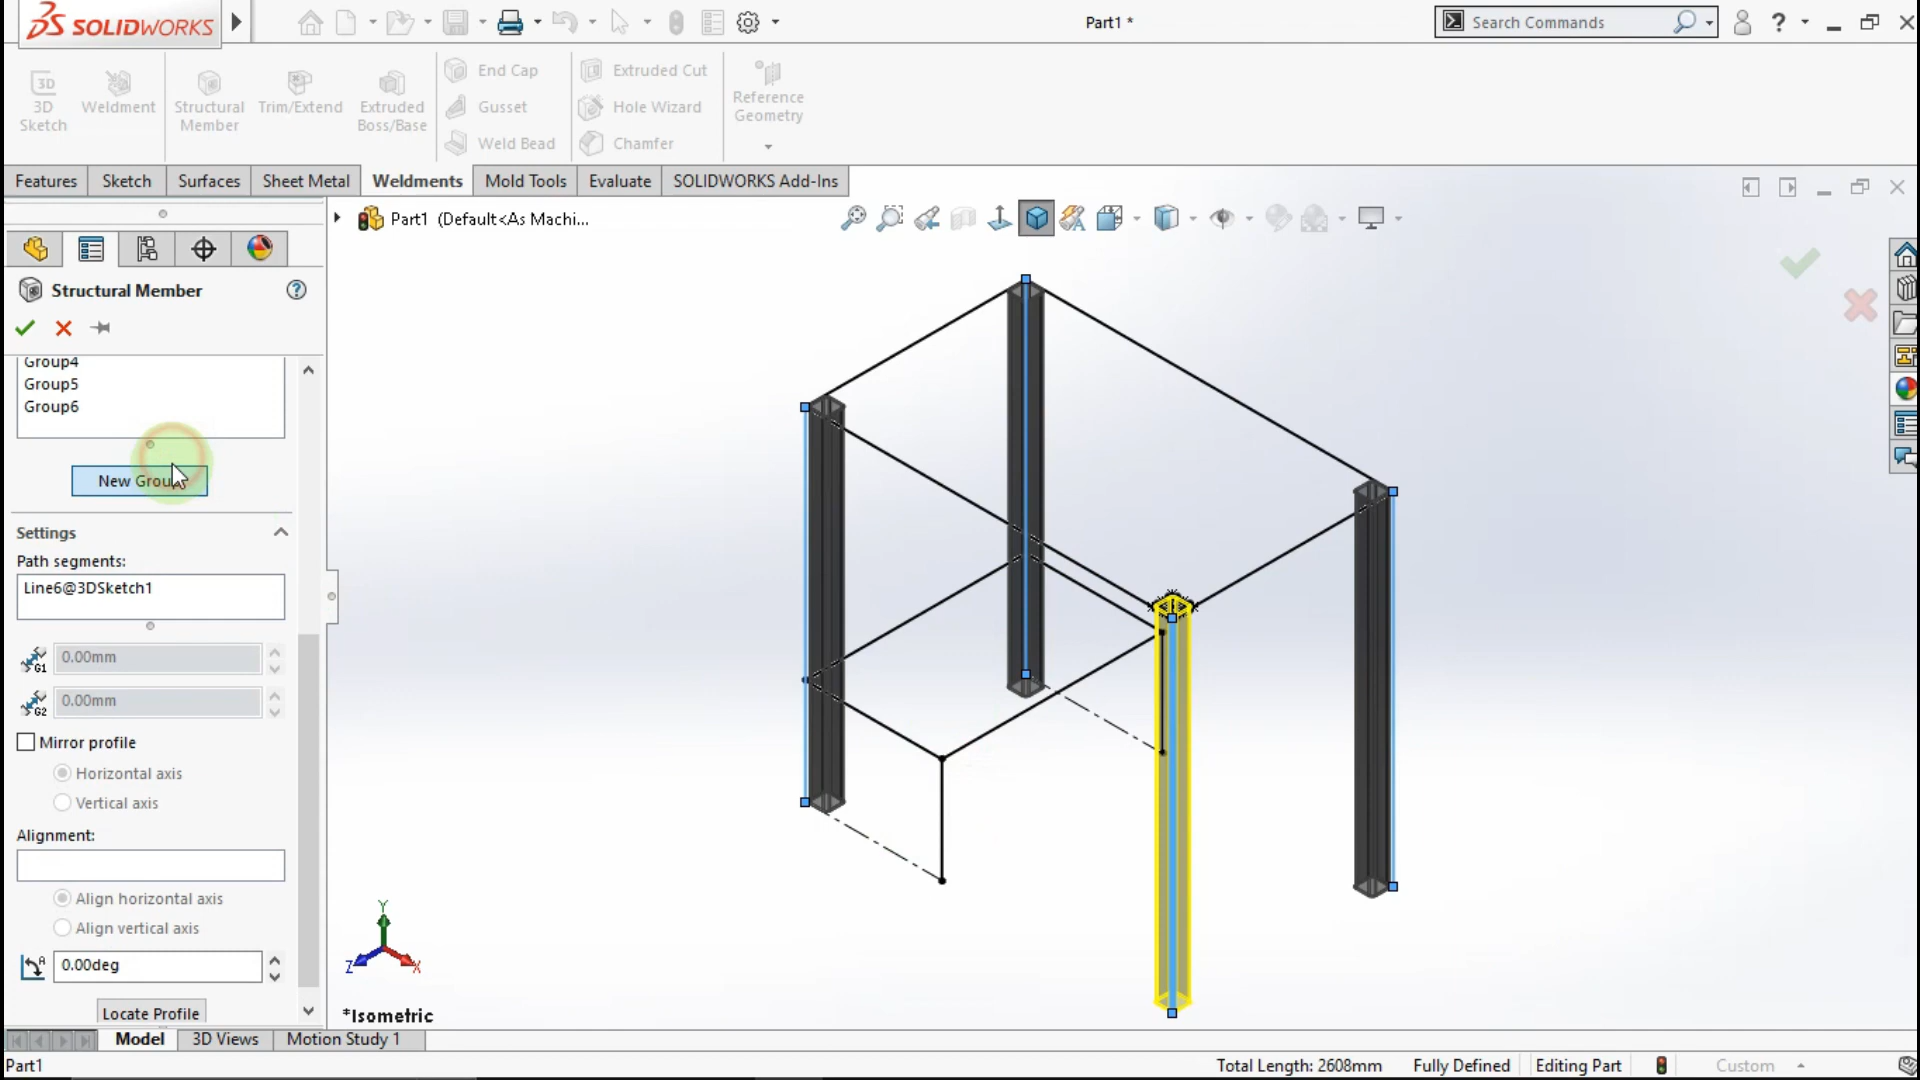 SOLIDWORKS
Part1 *
Search Commands
3D
3D
Sketch
Weldment
Structural
Member
Trim/Extend
Extruded
Boss/Base
End Cap
Gusset
Weld Bead
Extruded Cut
Hole Wizard
Chamfer
Reference
Geometry
Features
Sketch
Surfaces
Sheet Metal
Weldments
Mold Tools
Evaluate
SOLIDWORKS Add-Ins
Part1 (Default<As Machi...
Structural Member
Group4
Group5
Group6
New Group
Settings
Path segments:
Line6@3DSketch1
G1
0.00mm
G2
0.00mm
Mirror profile
Horizontal axis
Vertical axis
Alignment:
Align horizontal axis
Align vertical axis
0.00deg
Locate Profile
Y
Z
X
*Isometric
Model
3D Views
Motion Study 1
Part1
Total Length: 2608mm
Fully Defined
Editing Part
Custom